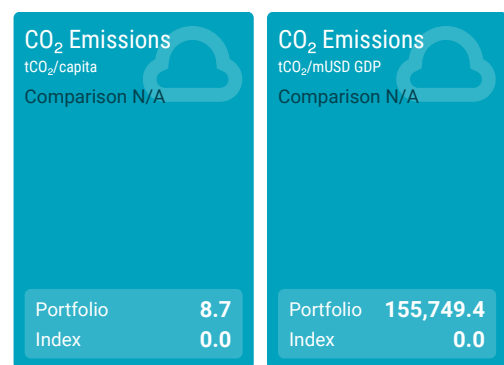 CO₂ Emissions
tCO₂/capita
Comparison N/A
Portfolio 8.7
Index 0.0
CO₂ Emissions
tCO₂/mUSD GDP
Comparison N/A
Portfolio 155,749.4
Index 0.0